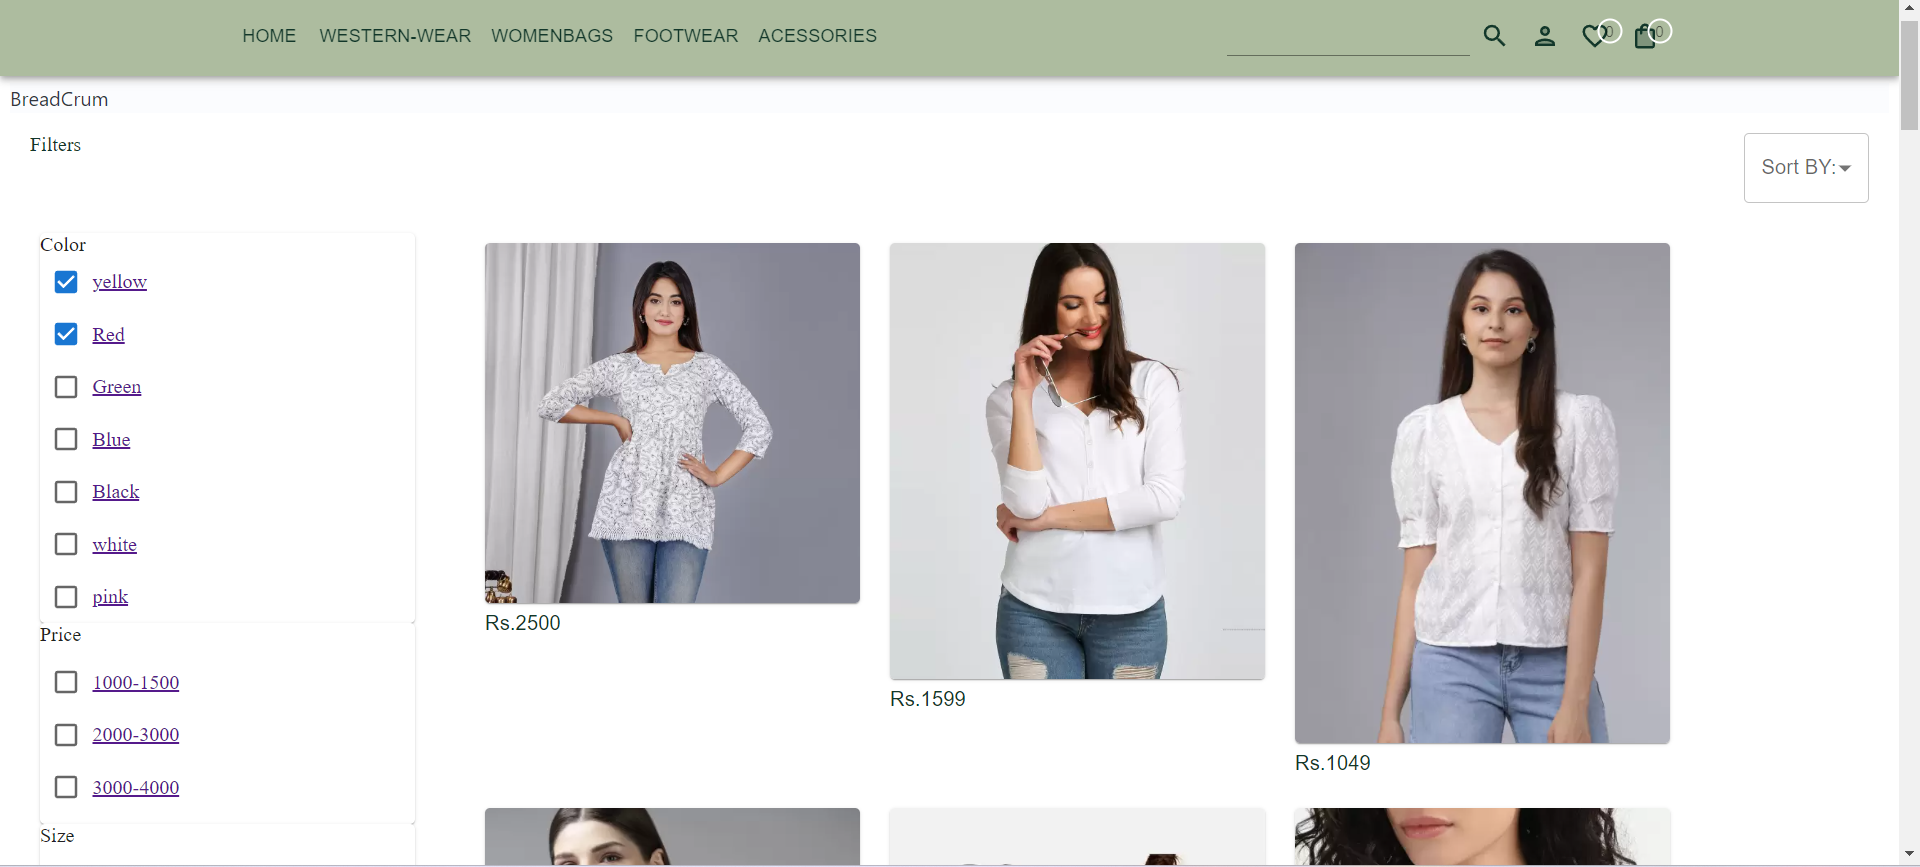 HOME WESTERN-WEAR WOMENBAGS FOOTWEAR ACESSORIES 0 0
BreadCrum
Filters
Sort BY:
Color
yellow
Red
Green
Blue
Black
white
pink
Price
1000-1500
2000-3000
3000-4000
Size
Rs.2500
Rs.1599
Rs.1049